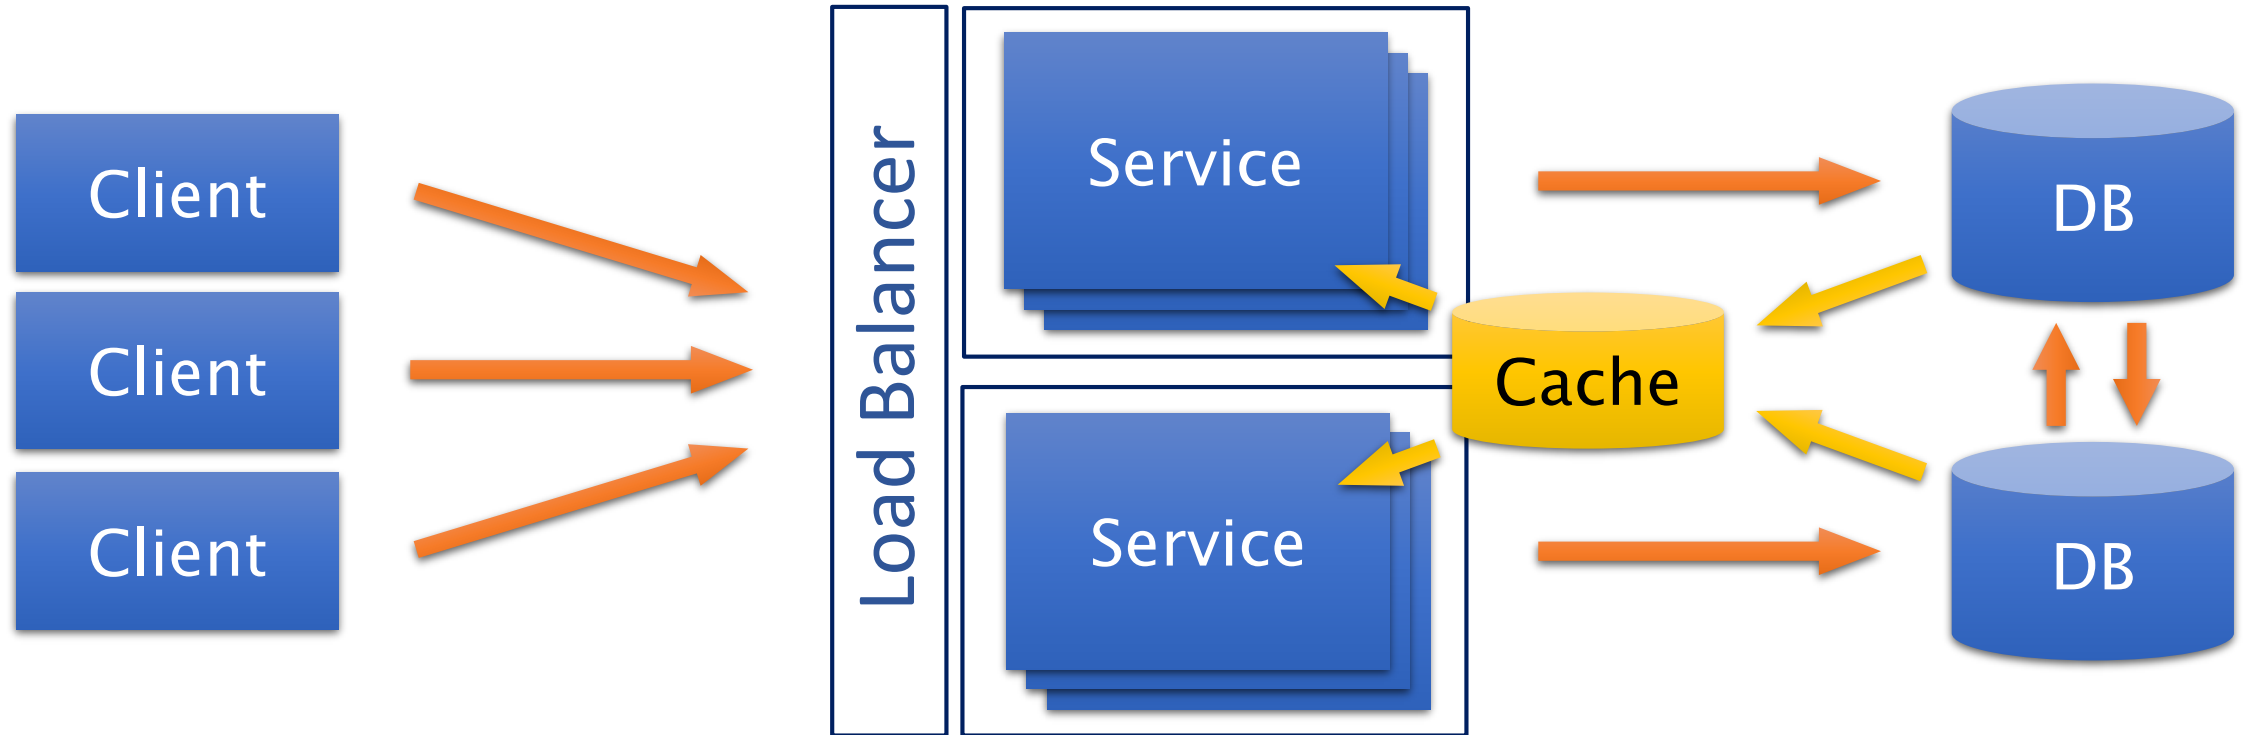 Client
Client
Client
Load Balancer
Service
Service
Cache
DB
DB